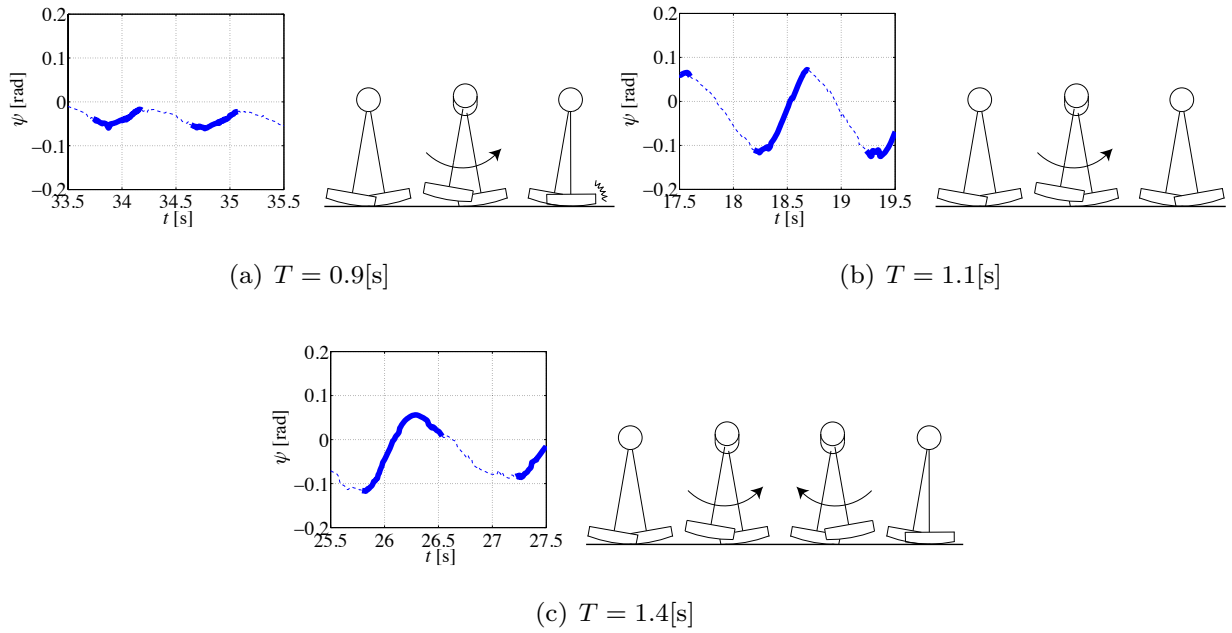 0.2
0.1
0
−0.1
−0.2
ψ [rad]
33.5 34 34.5 35 35.5
t [s]
(a) T = 0.9[s]
0.2
0.1
0
−0.1
−0.2
ψ [rad]
17.5 18 18.5 19 19.5
t [s]
(b) T = 1.1[s]
0.2
0.1
0
−0.1
−0.2
ψ [rad]
25.5 26 26.5 27 27.5
t [s]
(c) T = 1.4[s]